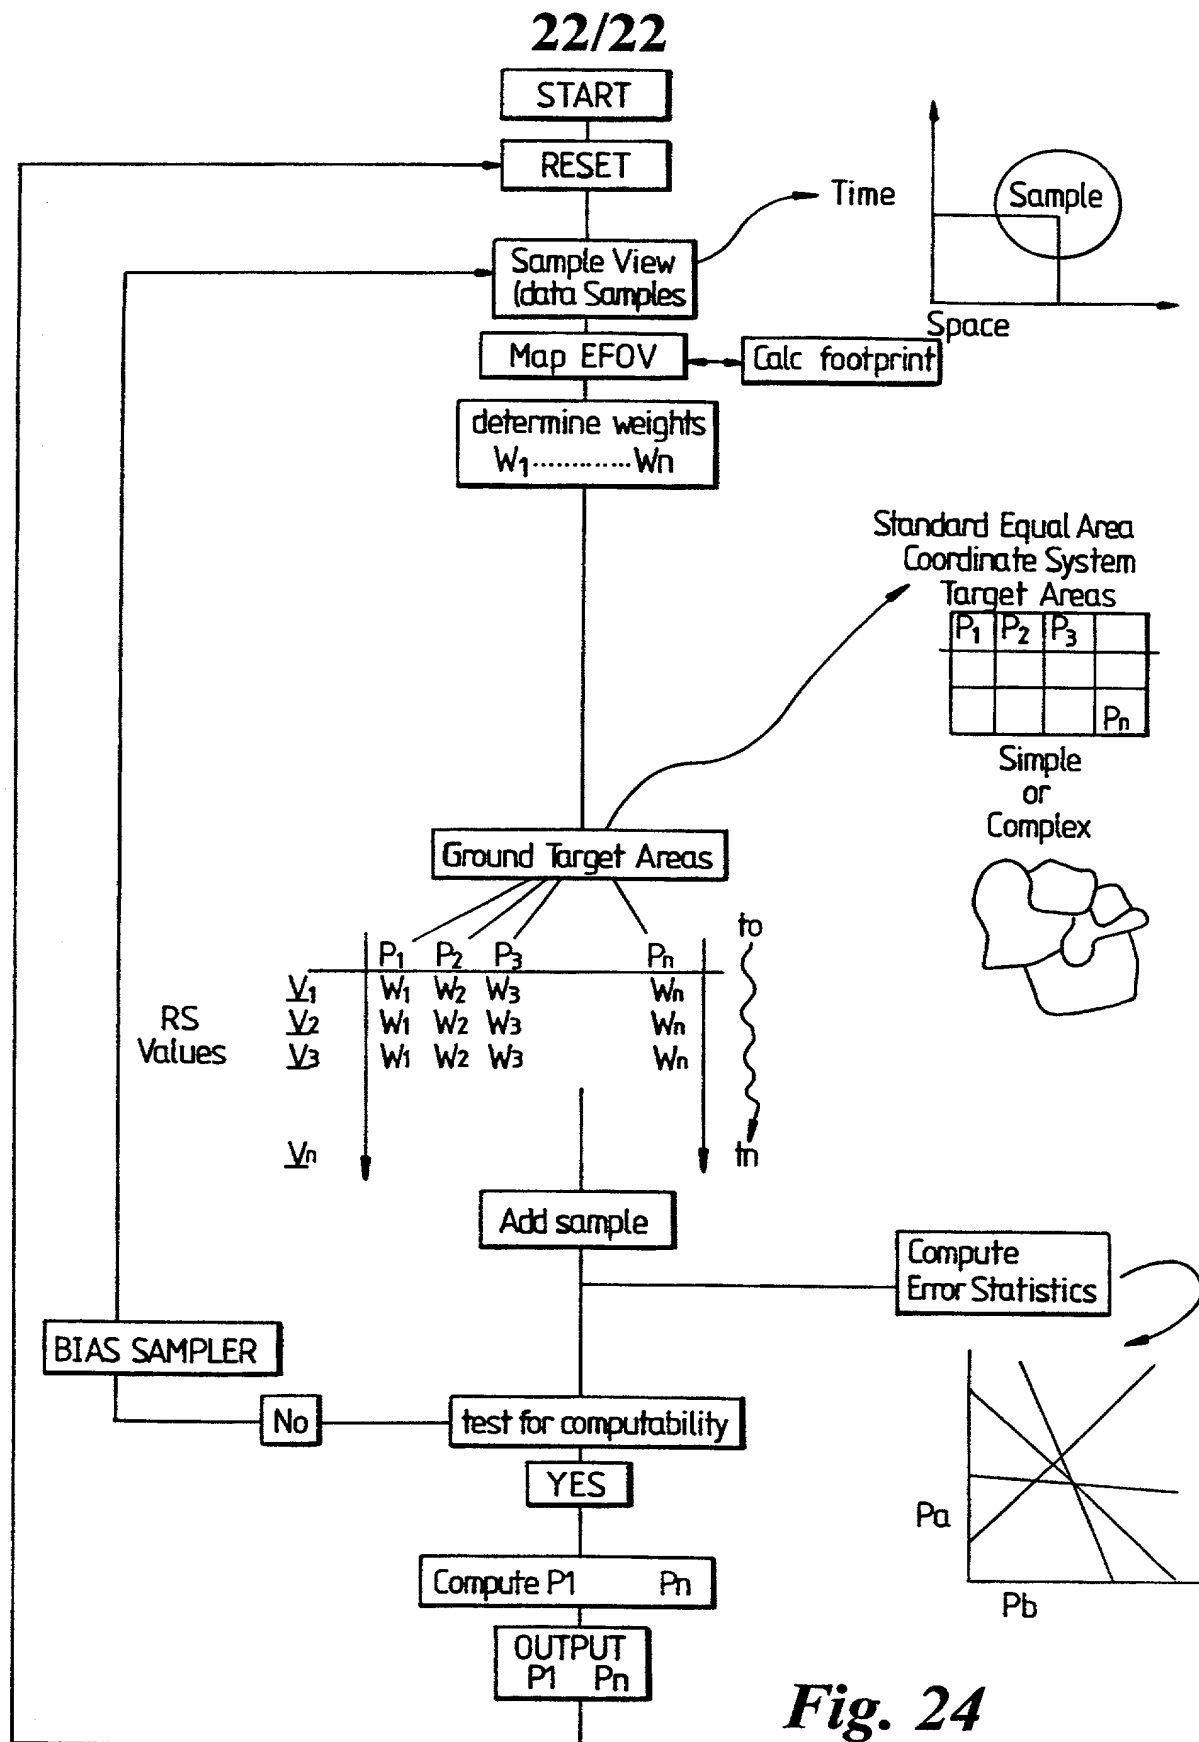 22/22
START
RESET
Time
Sample
Sample View
(data Samples
Space
Map EFOV
Calc footprint
determine weights
W1............Wn
Standard Equal Area
Coordinate System
Target Areas
P1 P2 P3
Pn
Simple
or
Complex
Ground Target Areas
to
P1 P2 P3 Pn
V1 W1 W2 W3 Wn
RS
Values
V2 W1 W2 W3 Wn
V3 W1 W2 W3 Wn
Vn
tn
Add sample
Compute
Error Statistics
BIAS SAMPLER
No
test for computability
YES
Pa
Pb
Compute P1 Pn
OUTPUT
P1 Pn
Fig. 24